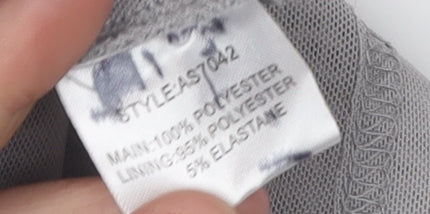 STYLE:AS7042
MAIN:100% POLYESTER
LINING:95% POLYESTER
5% ELASTANE